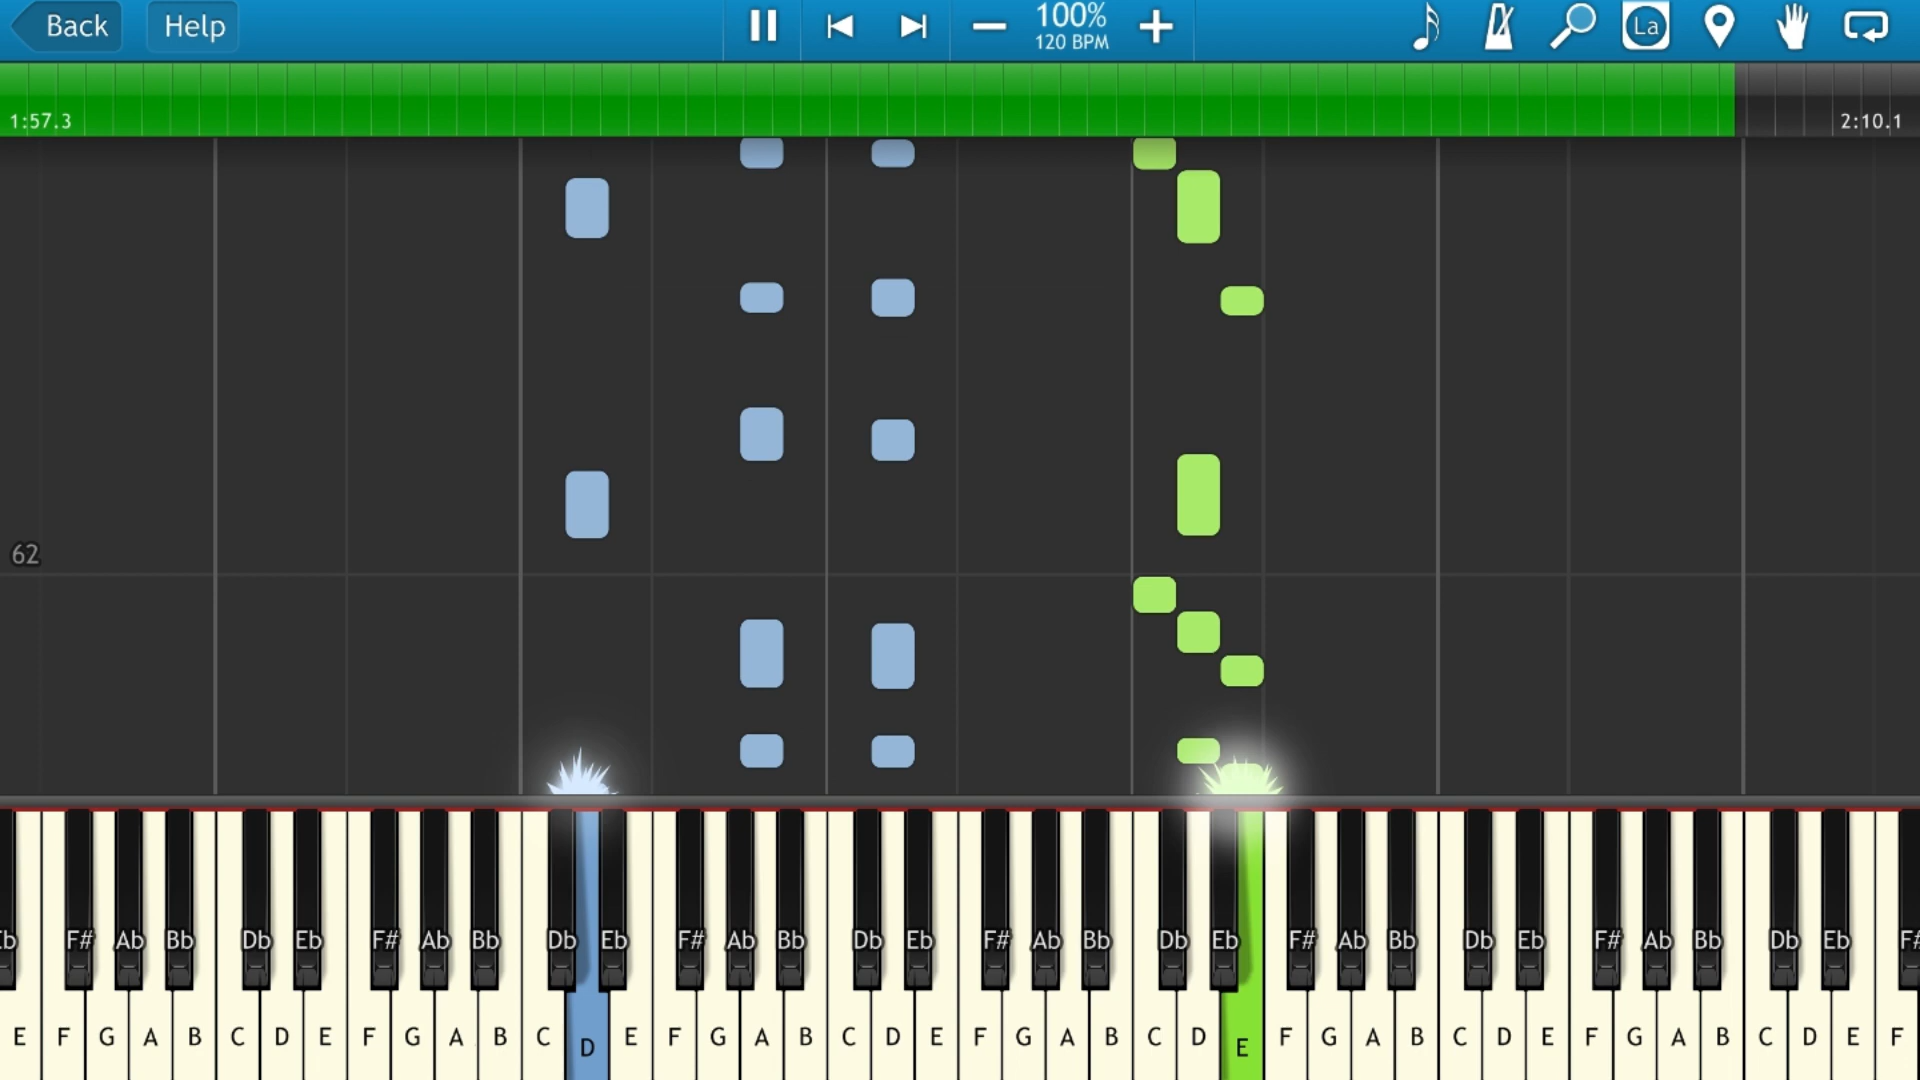 Back Help 100% La
120 BPM
1:57.3 2:10.1
62
Eb F# Ab Bb Db Eb F# Ab Bb Db Eb F# Ab Bb Db Eb F# Ab Bb Db Eb F# Ab Bb Db Eb F# Ab Bb Db Eb F#
E F G A B C D E F G A B C D E F G A B C D E F G A B C D E F G A B C D E F G A B C D E F